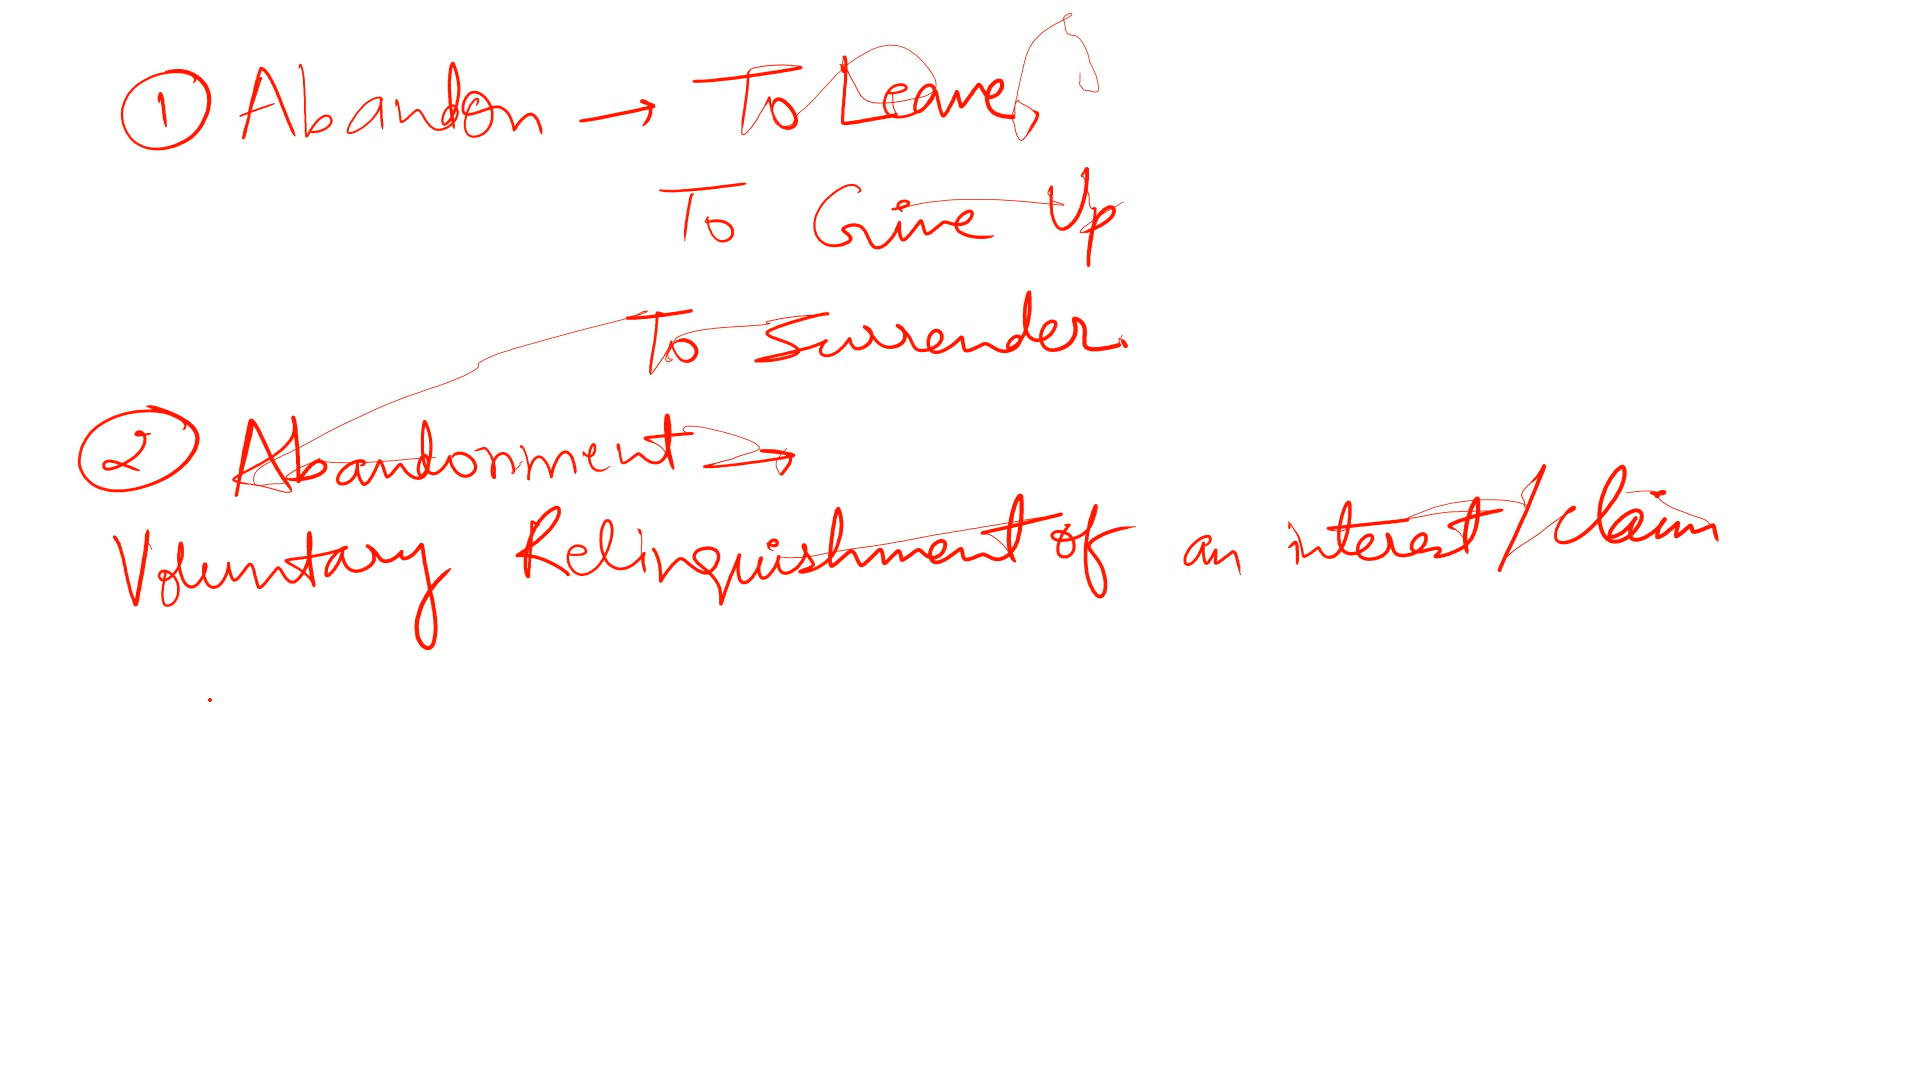 ① Abandon → To Leave,
To Give Up
To Surrender.
② Abandonment →
Voluntary Relinquishment of an interest/claim